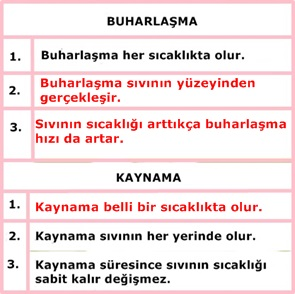 BUHARLAŞMA
1. Buharlaşma her sıcaklıkta olur.
2. Buharlaşma sıvının yüzeyinden
gerçekleşir.
3. Sıvının sıcaklığı arttıkça buharlaşma
hızı da artar.
KAYNAMA
1. Kaynama belli bir sıcaklıkta olur.
2. Kaynama sıvının her yerinde olur.
3. Kaynama süresince sıvının sıcaklığı
sabit kalır değişmez.